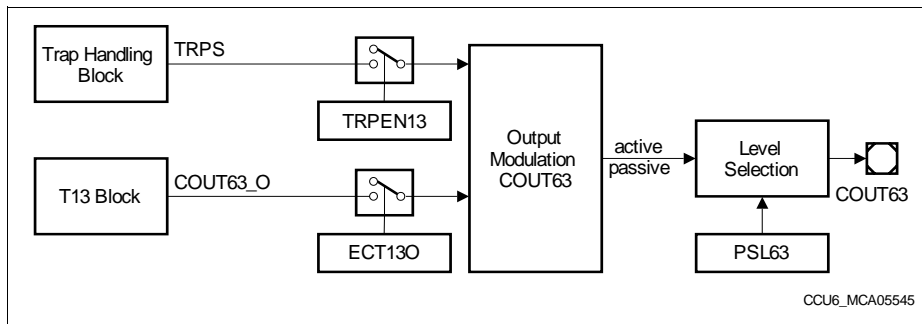 Trap Handling
Block
TRPS
TRPEN13
T13 Block
COUT63_O
ECT13O
Output
Modulation
COUT63
active
passive
Level
Selection
PSL63
COUT63
CCU6_MCA05545